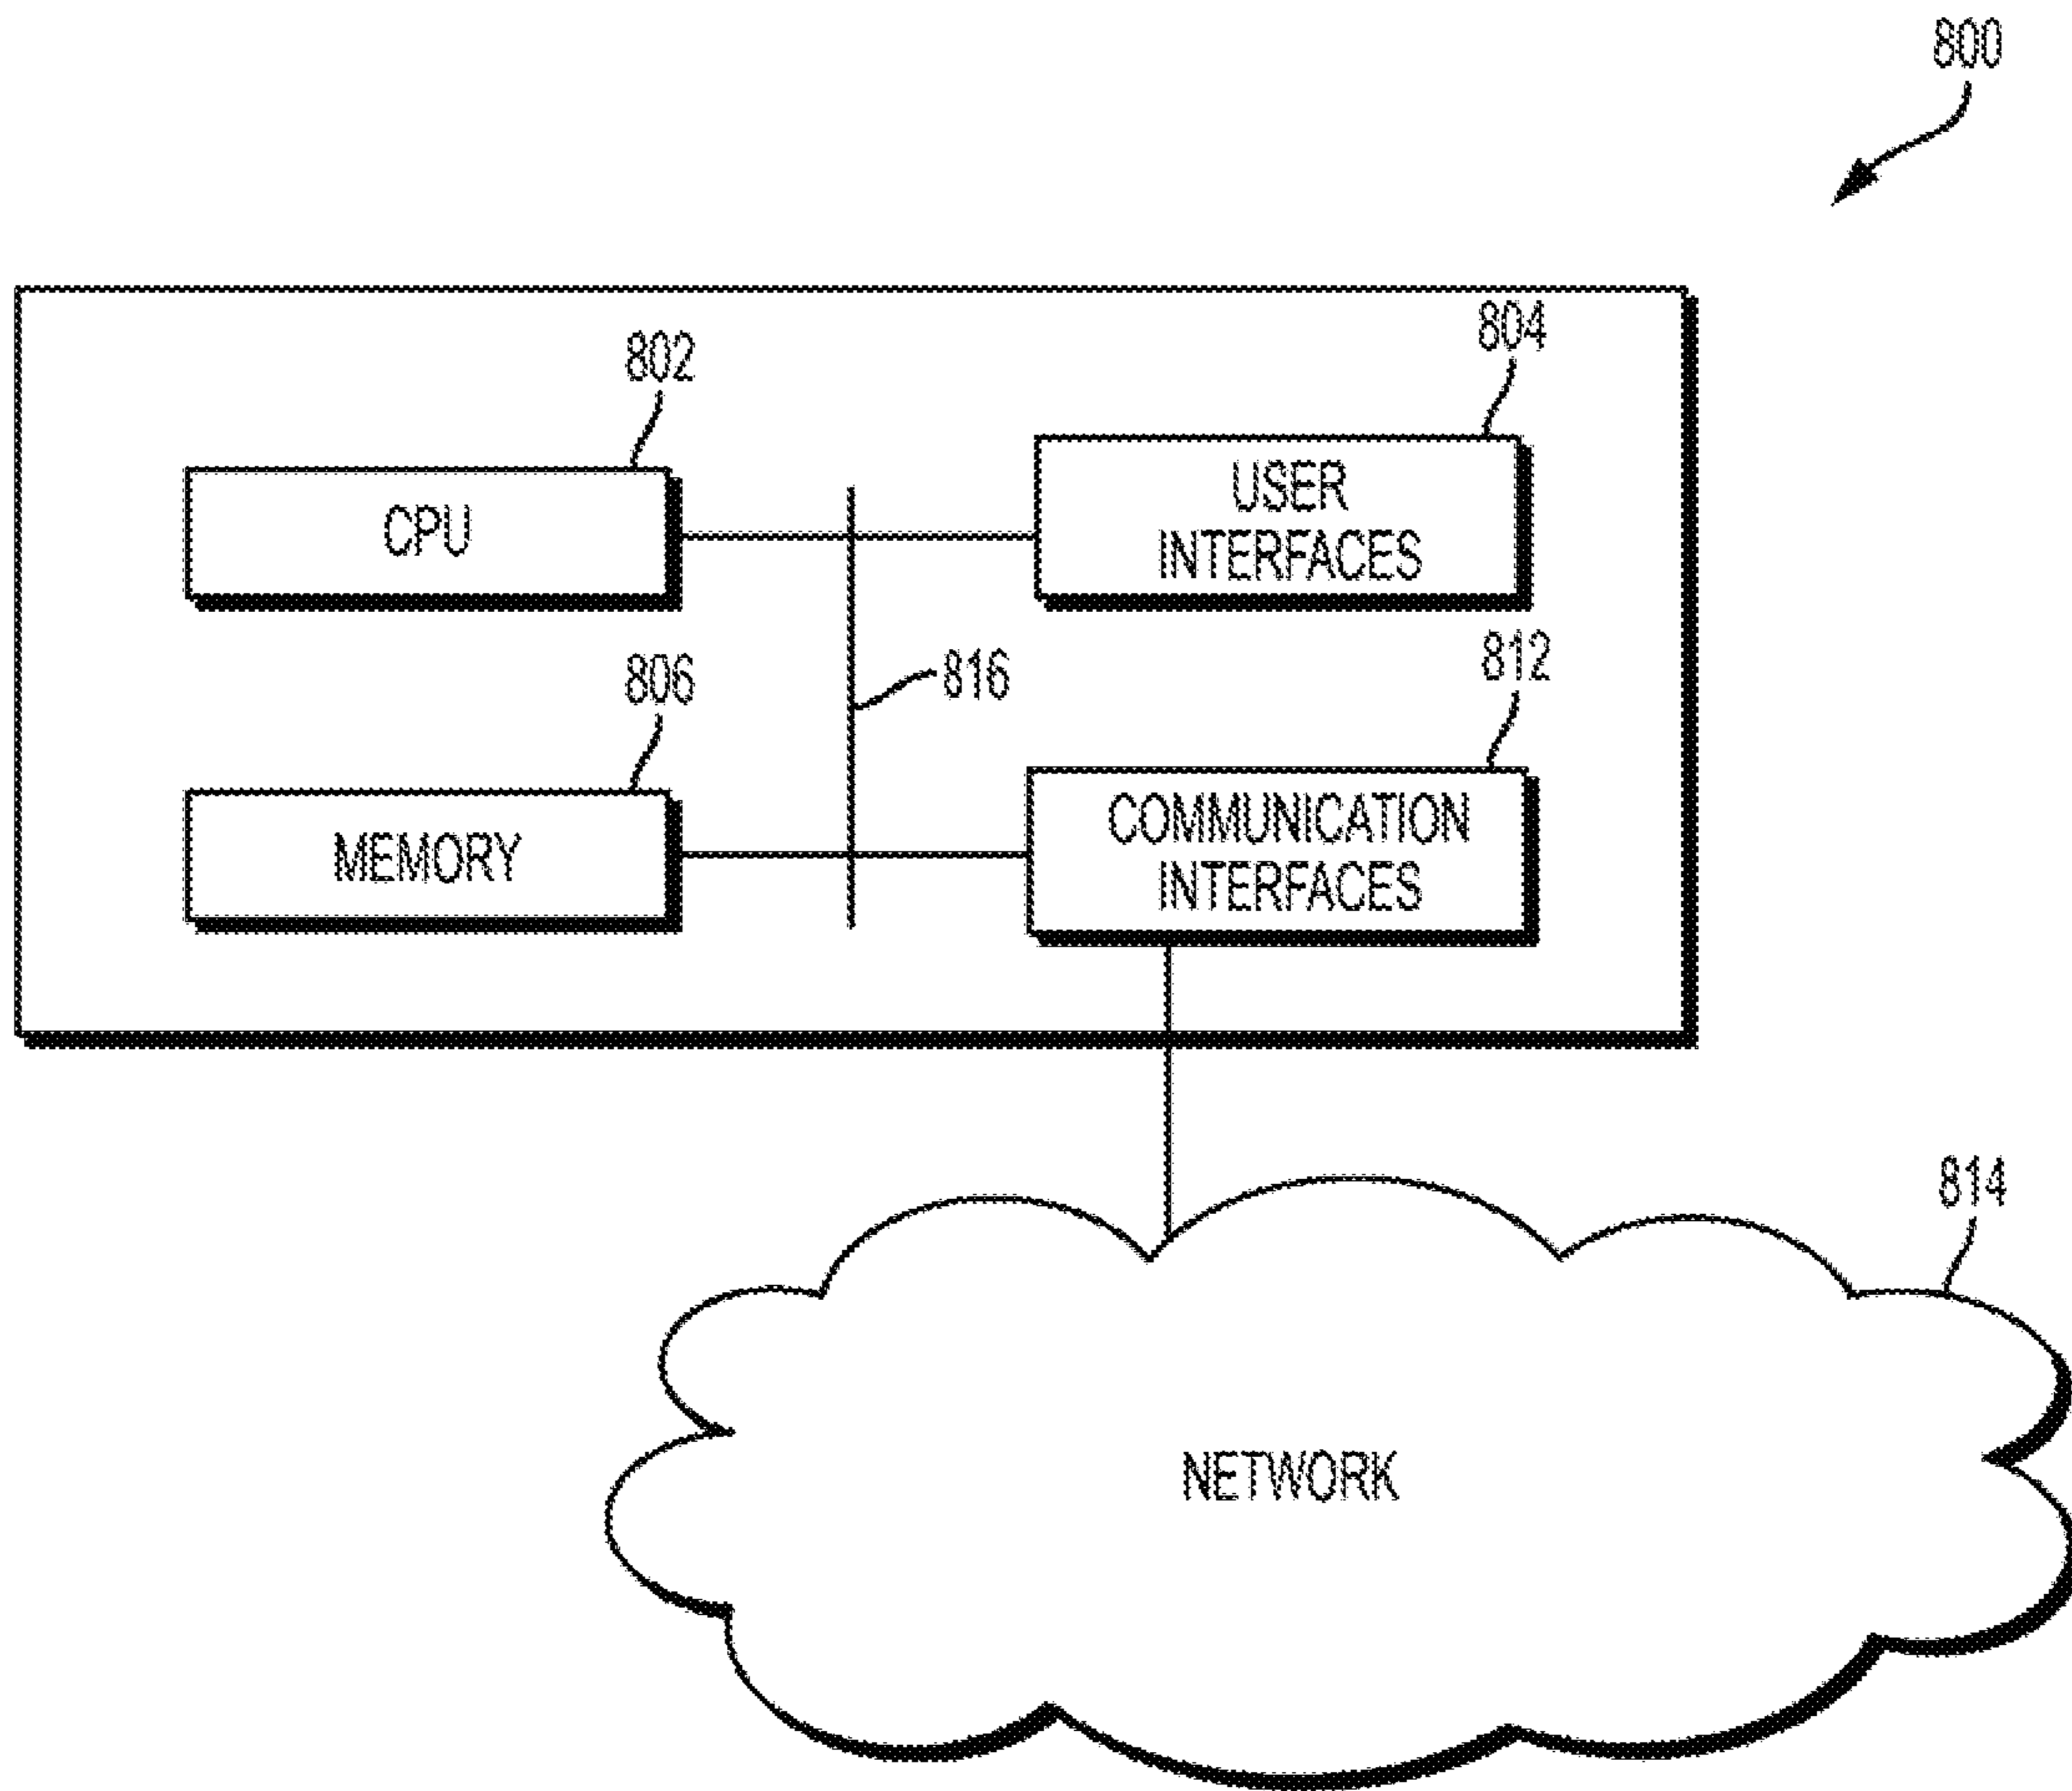 800
802
804
CPU
USER
INTERFACES
806
816
812
MEMORY
COMMUNICATION
INTERFACES
814
NETWORK